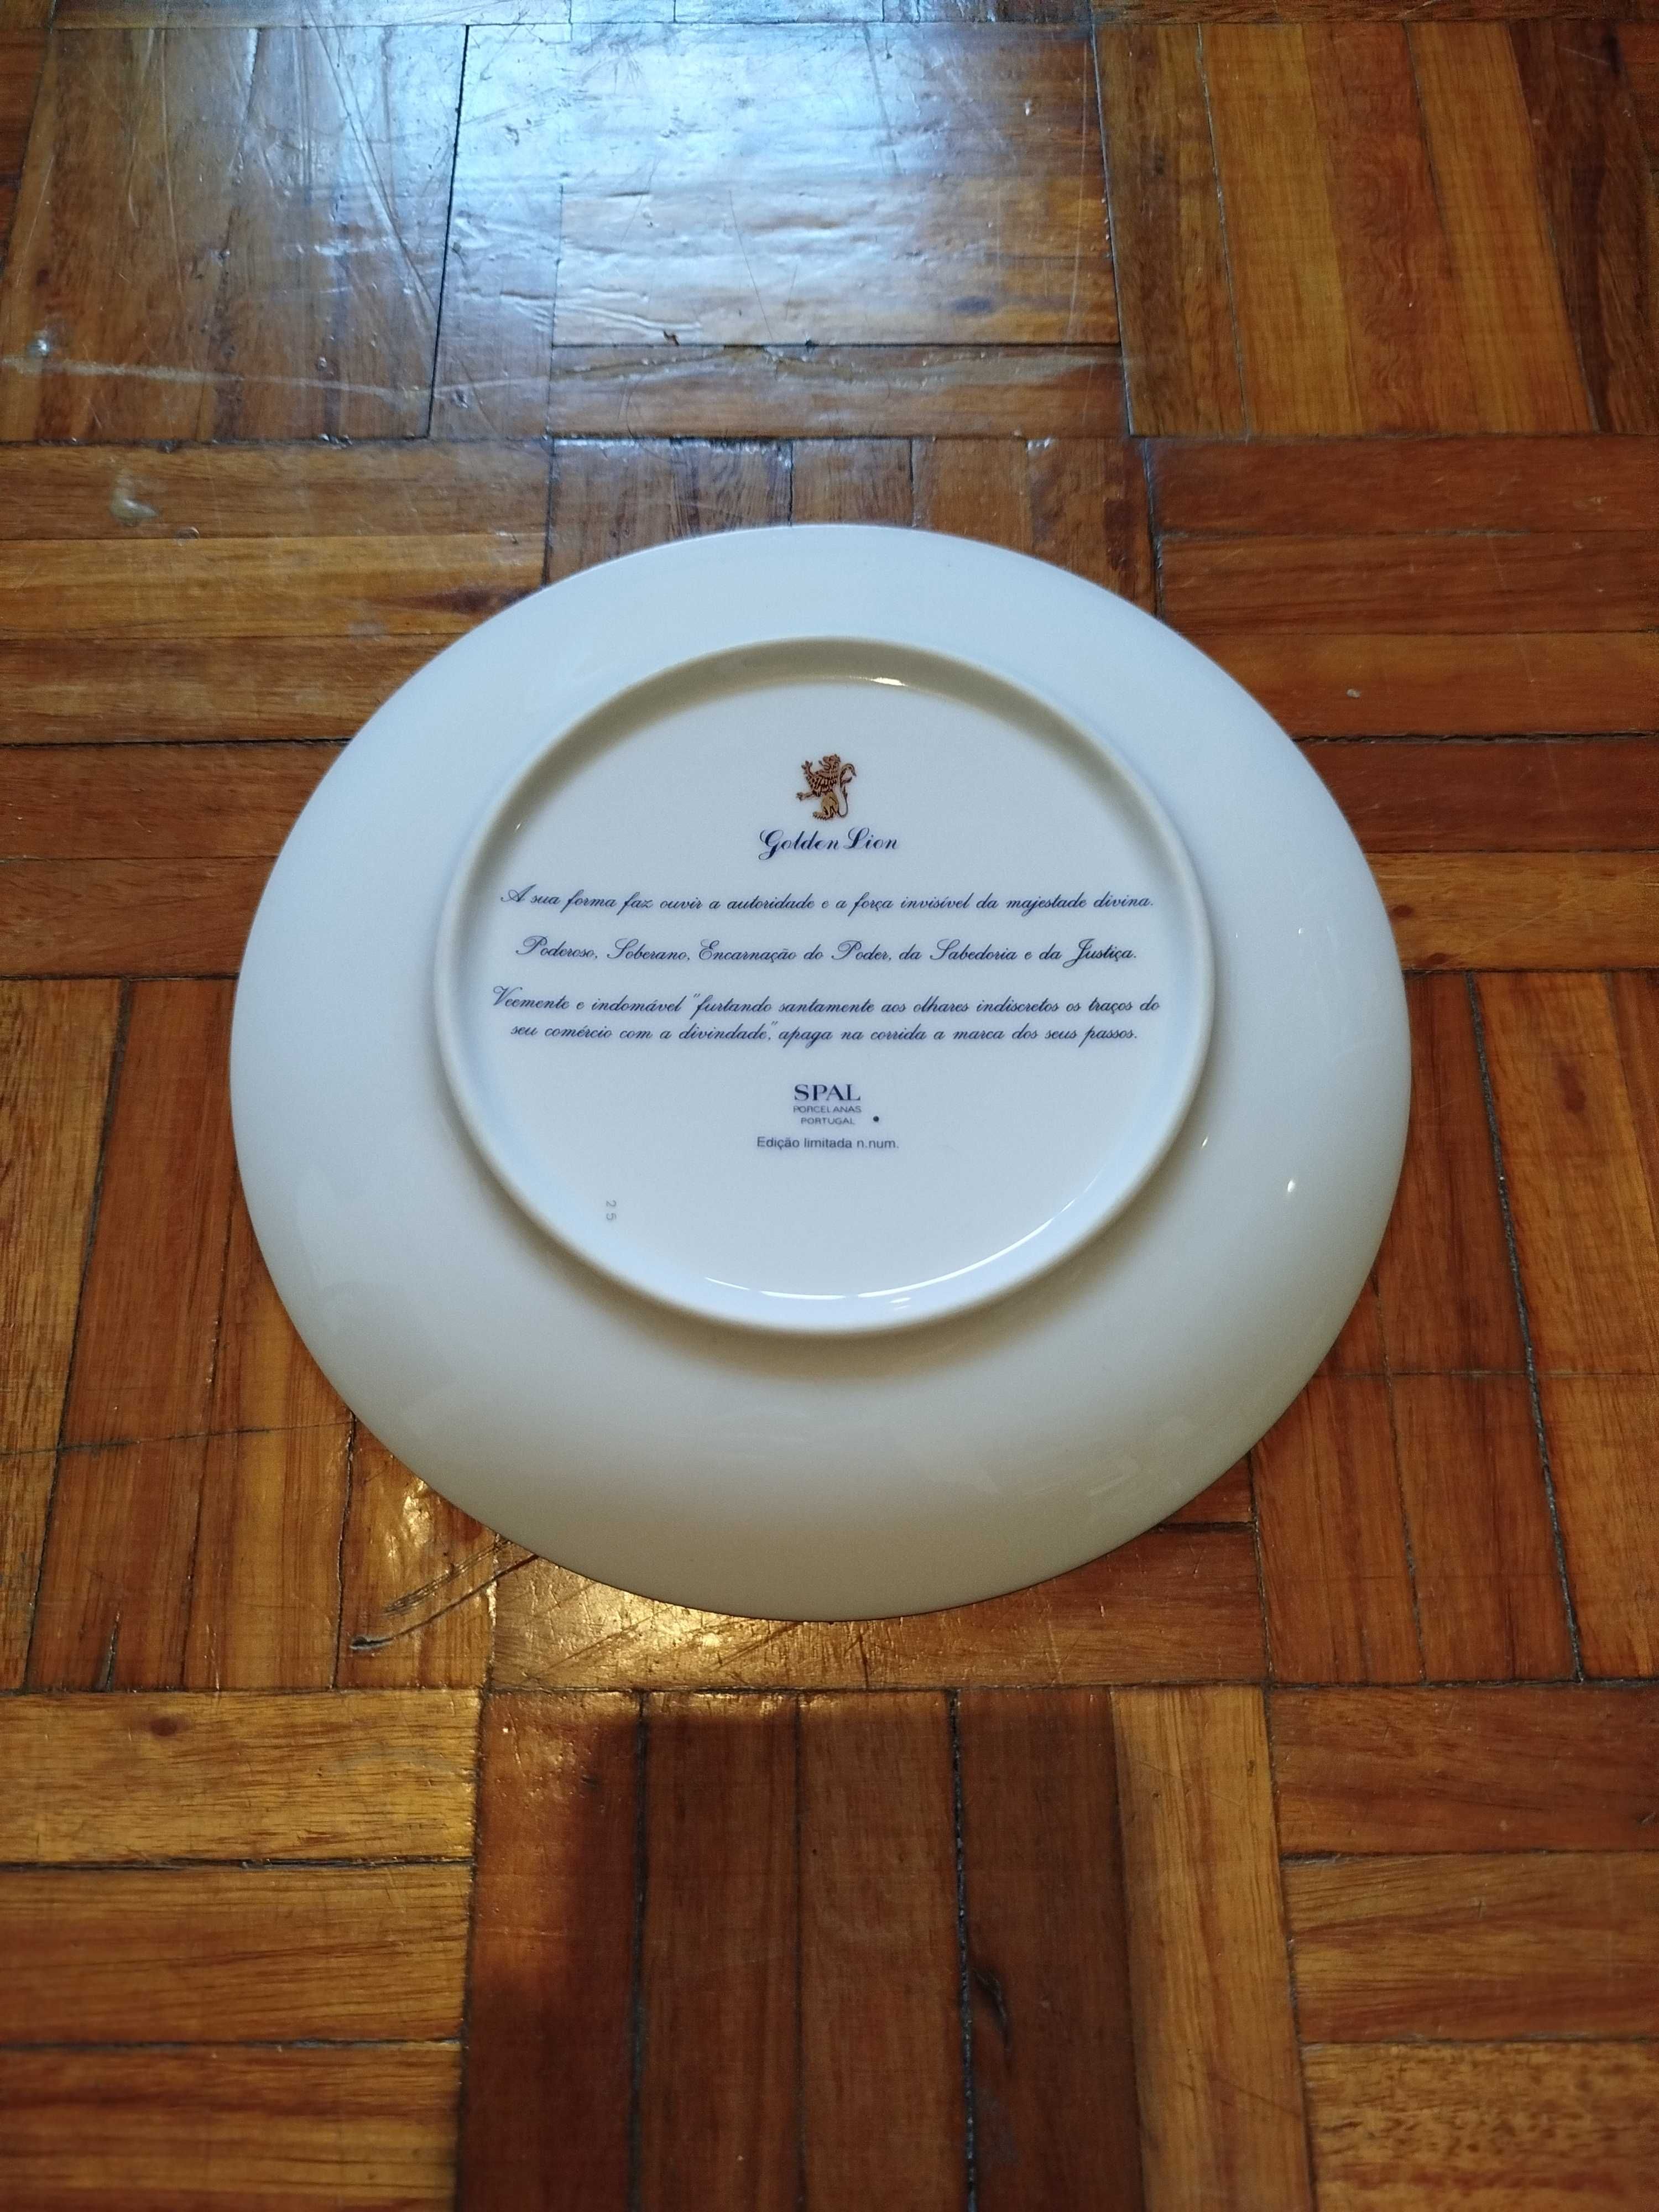 Golden Lion
A sua forma faz ouvir a autoridade e a força invisível da majestade divina.
Poderoso, Soberano, Encarnação do Poder, da Sabedoria e da Justiça.
Veemente e indomável "furtando santamente aos olhares indiscretos os traços do
seu comércio com a divindade," apaga na corrida a marca dos seus passos.
SPAL
PORCELANAS
PORTUGAL
Edição limitada n.num.
25